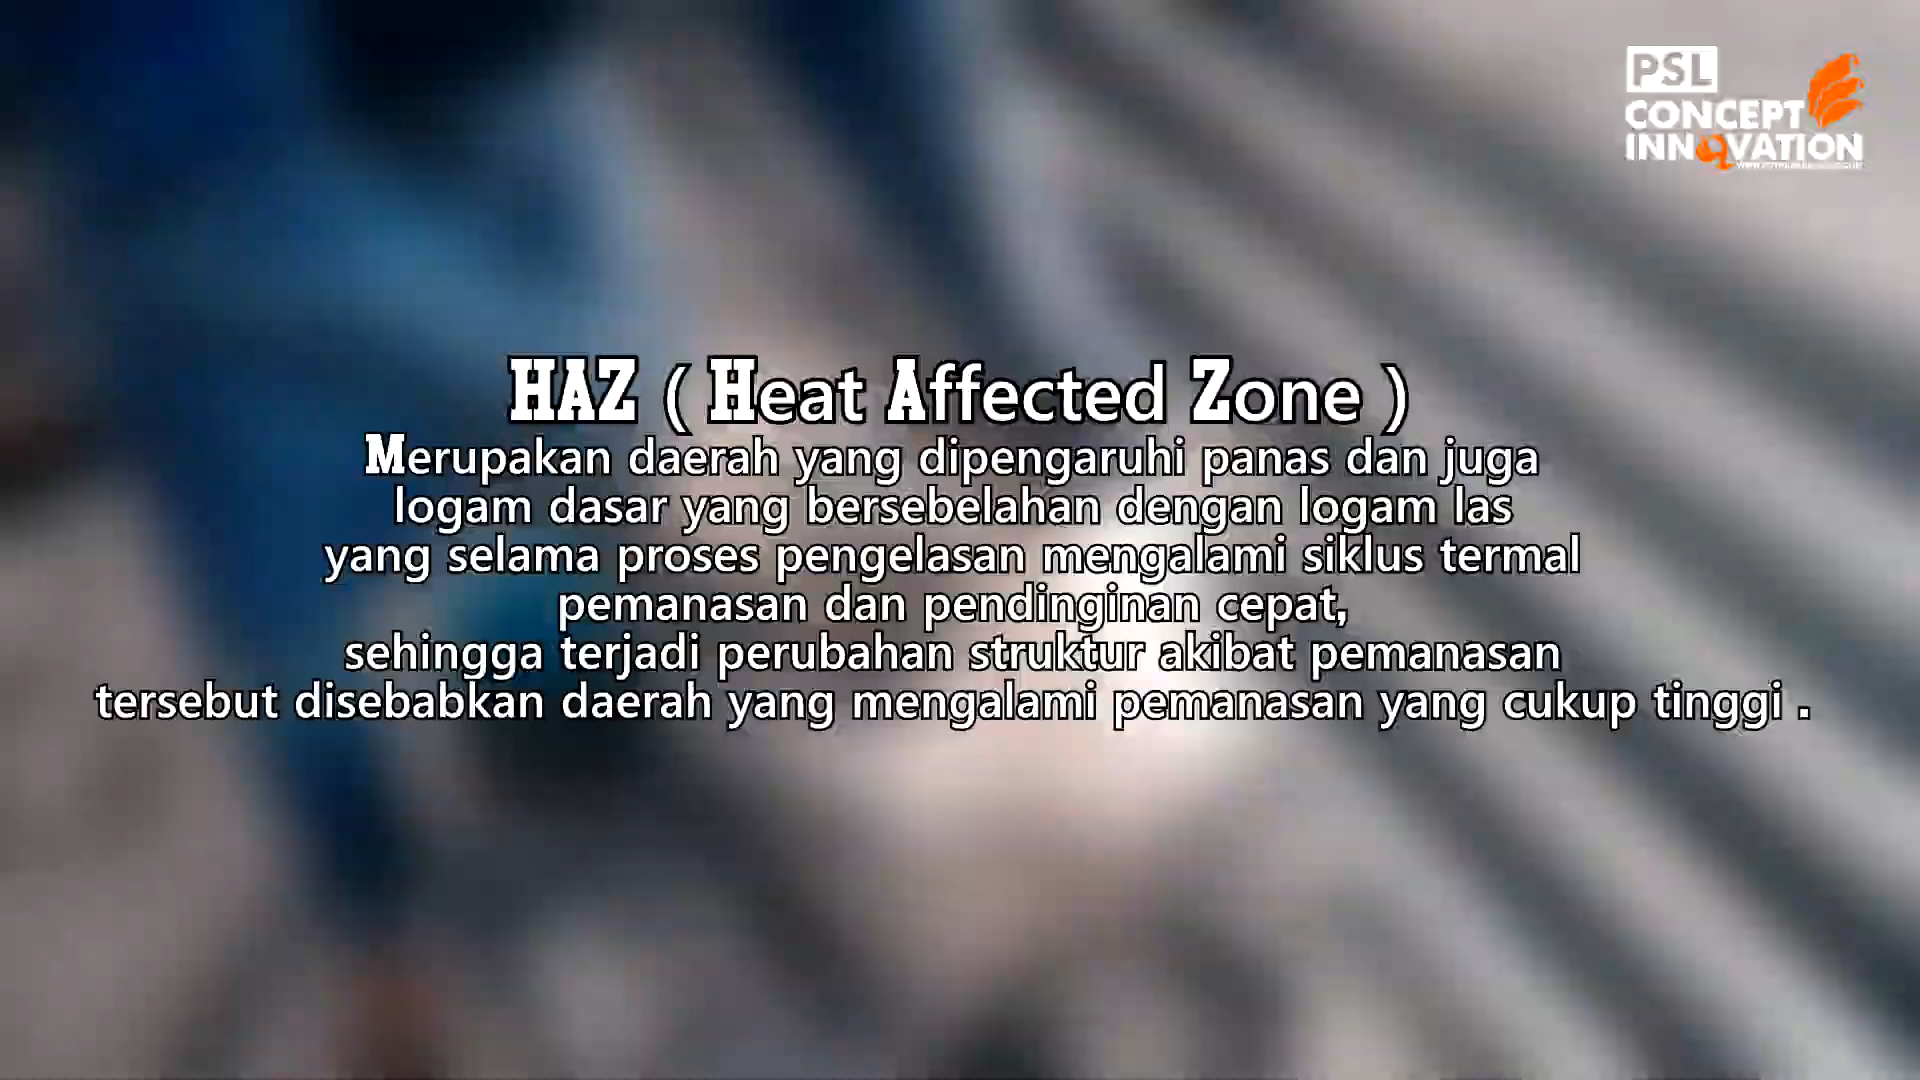 PSL
CONCEPT
INNOVATION
HAZ ( Heat Affected Zone )
Merupakan daerah yang dipengaruhi panas dan juga
logam dasar yang bersebelahan dengan logam las
yang selama proses pengelasan mengalami siklus termal
pemanasan dan pendinginan cepat,
sehingga terjadi perubahan struktur akibat pemanasan
tersebut disebabkan daerah yang mengalami pemanasan yang cukup tinggi .